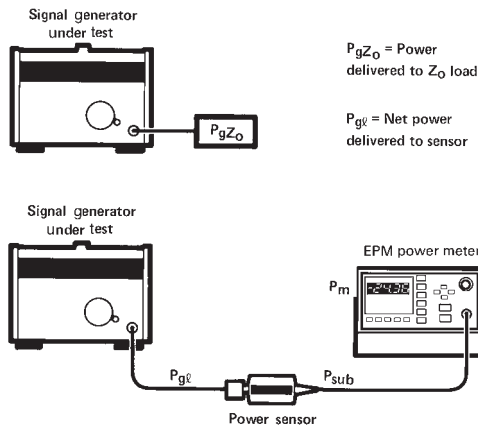 Signal generator
under test
PgZo
PgZo = Power
delivered to Zo load
Pgℓ = Net power
delivered to sensor
Signal generator
under test
EPM power meter
Pm
Pgℓ
Psub
Power sensor